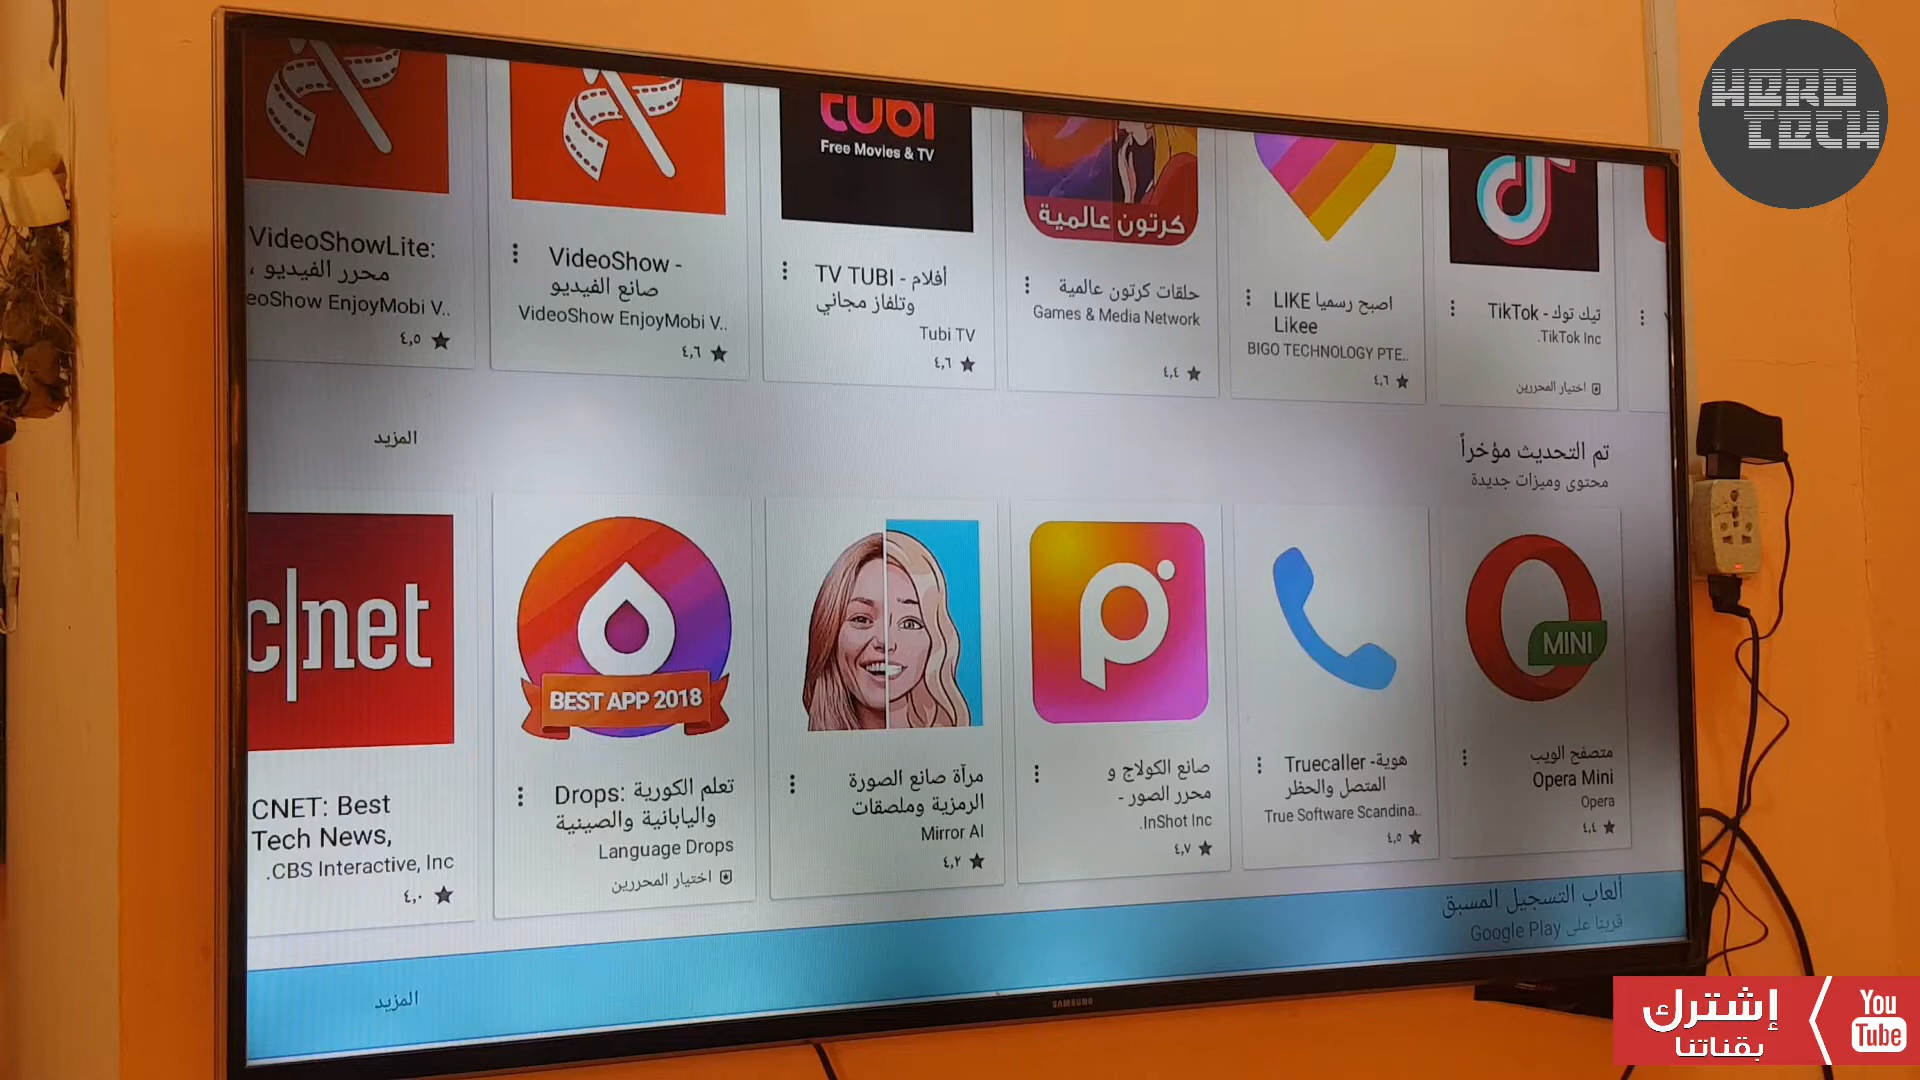 HERO
TECH
tubi
Free Movies & TV
كرتون عالمية
تيك توك - TikTok
TikTok Inc.
اختيار المحررين
اصبح رسميا LIKE
Likee
BIGO TECHNOLOGY PTE..
٤,٦
حلقات كرتون عالمية
Games & Media Network
٤,٤
TV TUBI - أفلام
وتلفاز مجاني
Tubi TV
٤,٦
VideoShow -
صانع الفيديو
VideoShow EnjoyMobi V..
٤,٦
VideoShowLite:
محرر الفيديو ،
eoShow EnjoyMobi V..
٤,٥
تم التحديث مؤخراً
محتوى وميزات جديدة
المزيد
MINI
متصفح الويب
Opera Mini
Opera
٤,٤
Truecaller -هوية
المتصل والحظر
True Software Scandina..
٤,٥
صانع الكولاج و
محرر الصور -
InShot Inc.
٤,٧
مرآة صانع الصورة
الرمزية وملصقات
Mirror AI
٤,٢
BEST APP 2018
Drops: تعلم الكورية
واليابانية والصينية
Language Drops
اختيار المحررين
c|net
CNET: Best
Tech News,
CBS Interactive, Inc.
٤,٠
ألعاب التسجيل المسبق
قريبًا على Google Play
المزيد
SAMSUNG
إشترك
بقناتنا
You
Tube